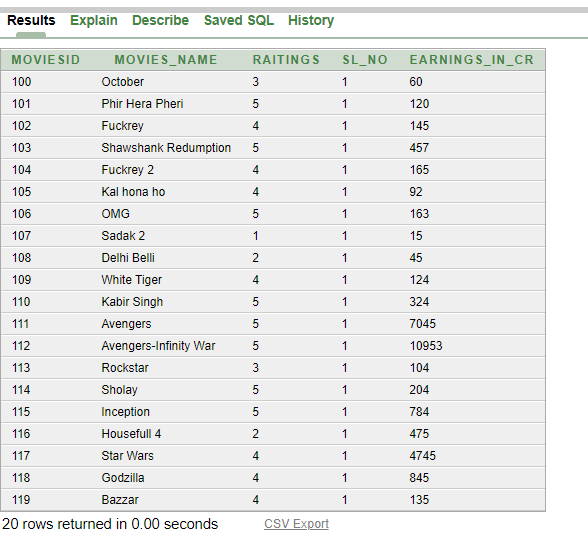 Results Explain Describe Saved SQL History
MOVIESID MOVIES_NAME RAITINGS SL_NO EARNINGS_IN_CR
100 October 3 1 60
101 Phir Hera Pheri 5 1 120
102 Fuckrey 4 1 145
103 Shawshank Redumption 5 1 457
104 Fuckrey 2 4 1 165
105 Kal hona ho 4 1 92
106 OMG 5 1 163
107 Sadak 2 1 1 15
108 Delhi Belli 2 1 45
109 White Tiger 4 1 124
110 Kabir Singh 5 1 324
111 Avengers 5 1 7045
112 Avengers-Infinity War 5 1 10953
113 Rockstar 3 1 104
114 Sholay 5 1 204
115 Inception 5 1 784
116 Housefull 4 2 1 475
117 Star Wars 4 1 4745
118 Godzilla 4 1 845
119 Bazzar 4 1 135
20 rows returned in 0.00 seconds CSV Export